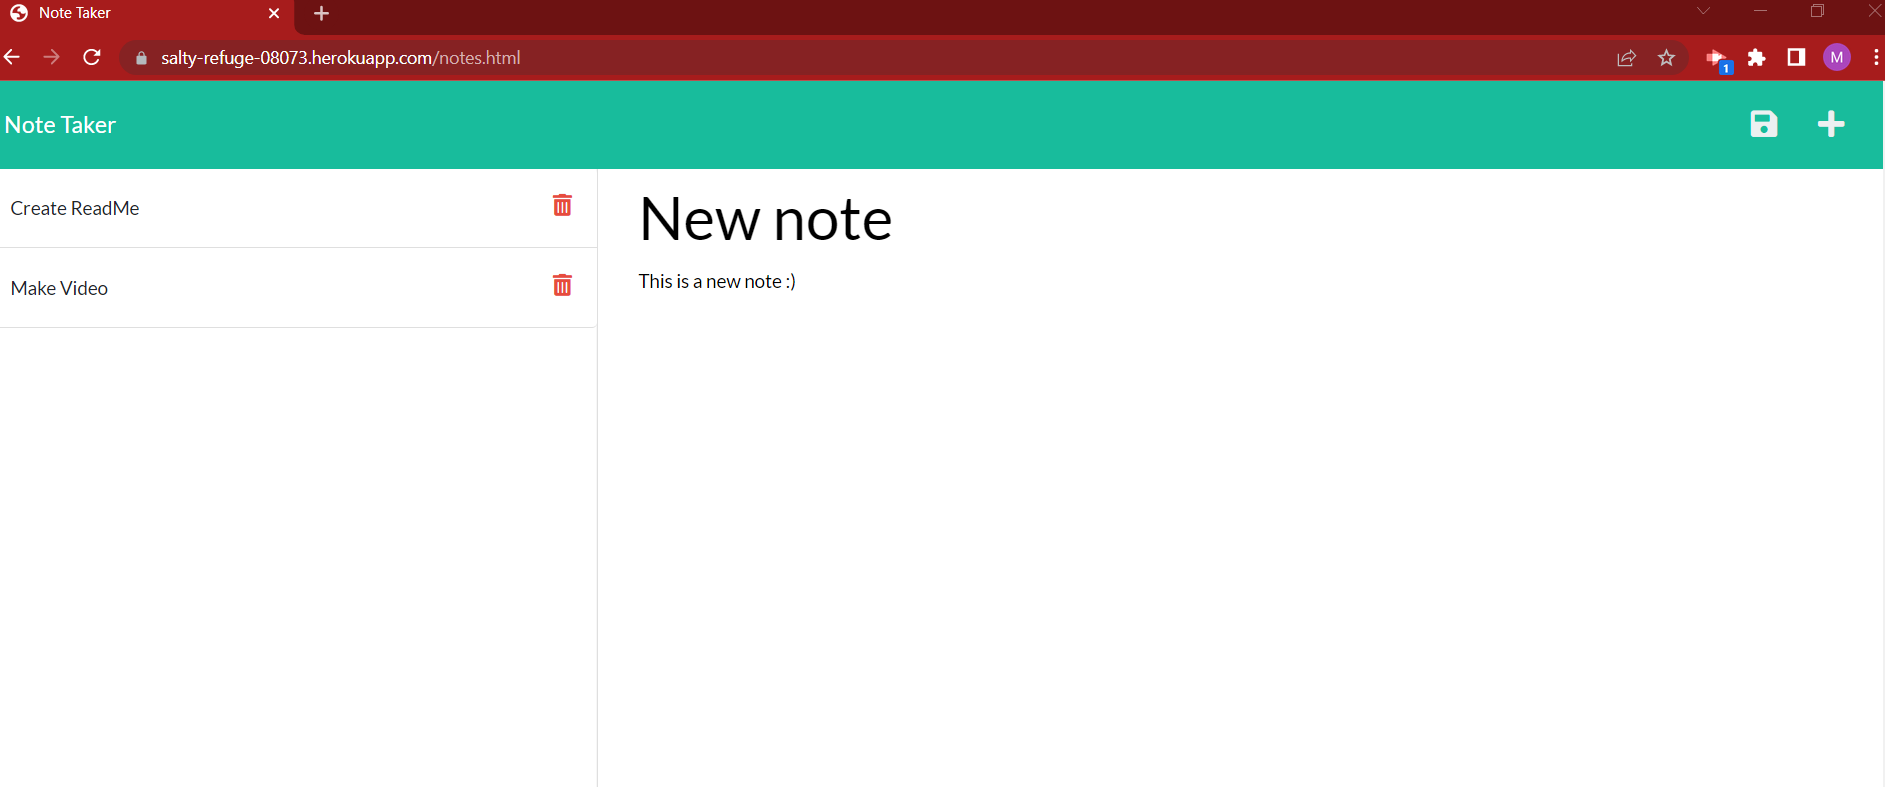 Note Taker
salty-refuge-08073.herokuapp.com/notes.html
1
M
Note Taker
Create ReadMe
Make Video
New note
This is a new note :)